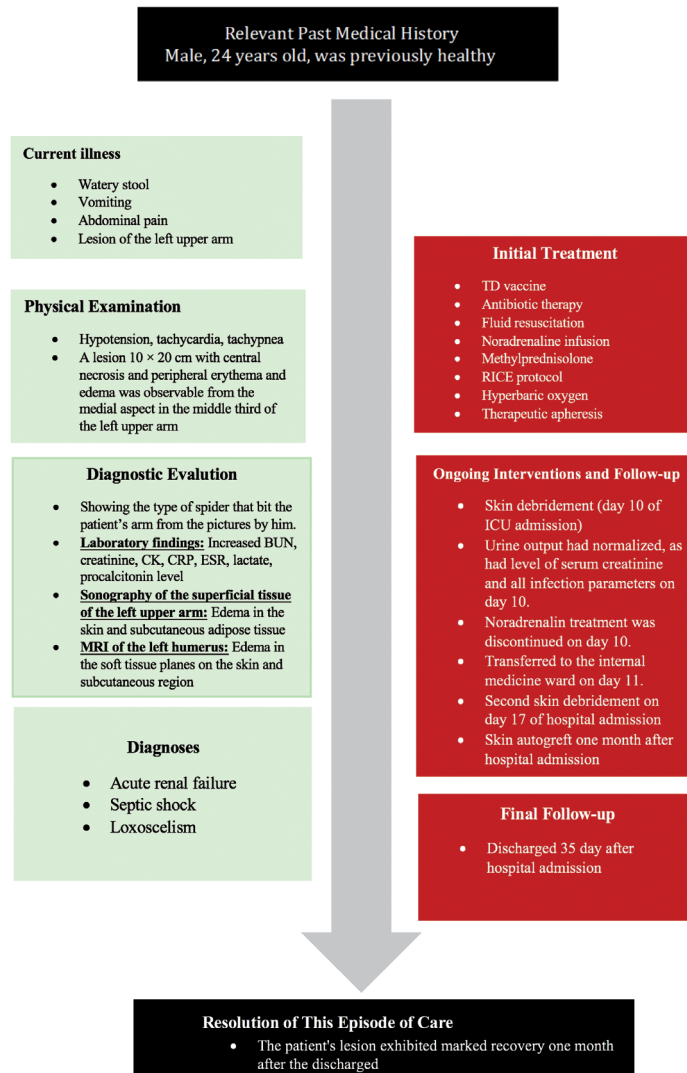 Relevant Past Medical History
Male, 24 years old, was previously healthy
Current illness
• Watery stool
• Vomiting
• Abdominal pain
• Lesion of the left upper arm
Physical Examination
• Hypotension, tachycardia, tachypnea
• A lesion 10 × 20 cm with central
necrosis and peripheral erythema and
edema was observable from the
medial aspect in the middle third of
the left upper arm
Diagnostic Evalution
• Showing the type of spider that bit the
patient’s arm from the pictures by him.
• Laboratory findings: Increased BUN,
creatinine, CK, CRP, ESR, lactate,
procalcitonin level
• Sonography of the superficial tissue
of the left upper arm: Edema in the
skin and subcutaneous adipose tissue
• MRI of the left humerus: Edema in
the soft tissue planes on the skin and
subcutaneous region
Diagnoses
• Acute renal failure
• Septic shock
• Loxoscelism
Initial Treatment
• TD vaccine
• Antibiotic therapy
• Fluid resuscitation
• Noradrenaline infusion
• Methylprednisolone
• RICE protocol
• Hyperbaric oxygen
• Therapeutic apheresis
Ongoing Interventions and Follow-up
• Skin debridement (day 10 of
ICU admission)
• Urine output had normalized, as
had level of serum creatinine
and all infection parameters on
day 10.
• Noradrenalin treatment was
discontinued on day 10.
• Transferred to the internal
medicine ward on day 11.
• Second skin debridement on
day 17 of hospital admission
• Skin autogreft one month after
hospital admission
Final Follow-up
• Discharged 35 day after
hospital admission
Resolution of This Episode of Care
• The patient's lesion exhibited marked recovery one month
after the discharged